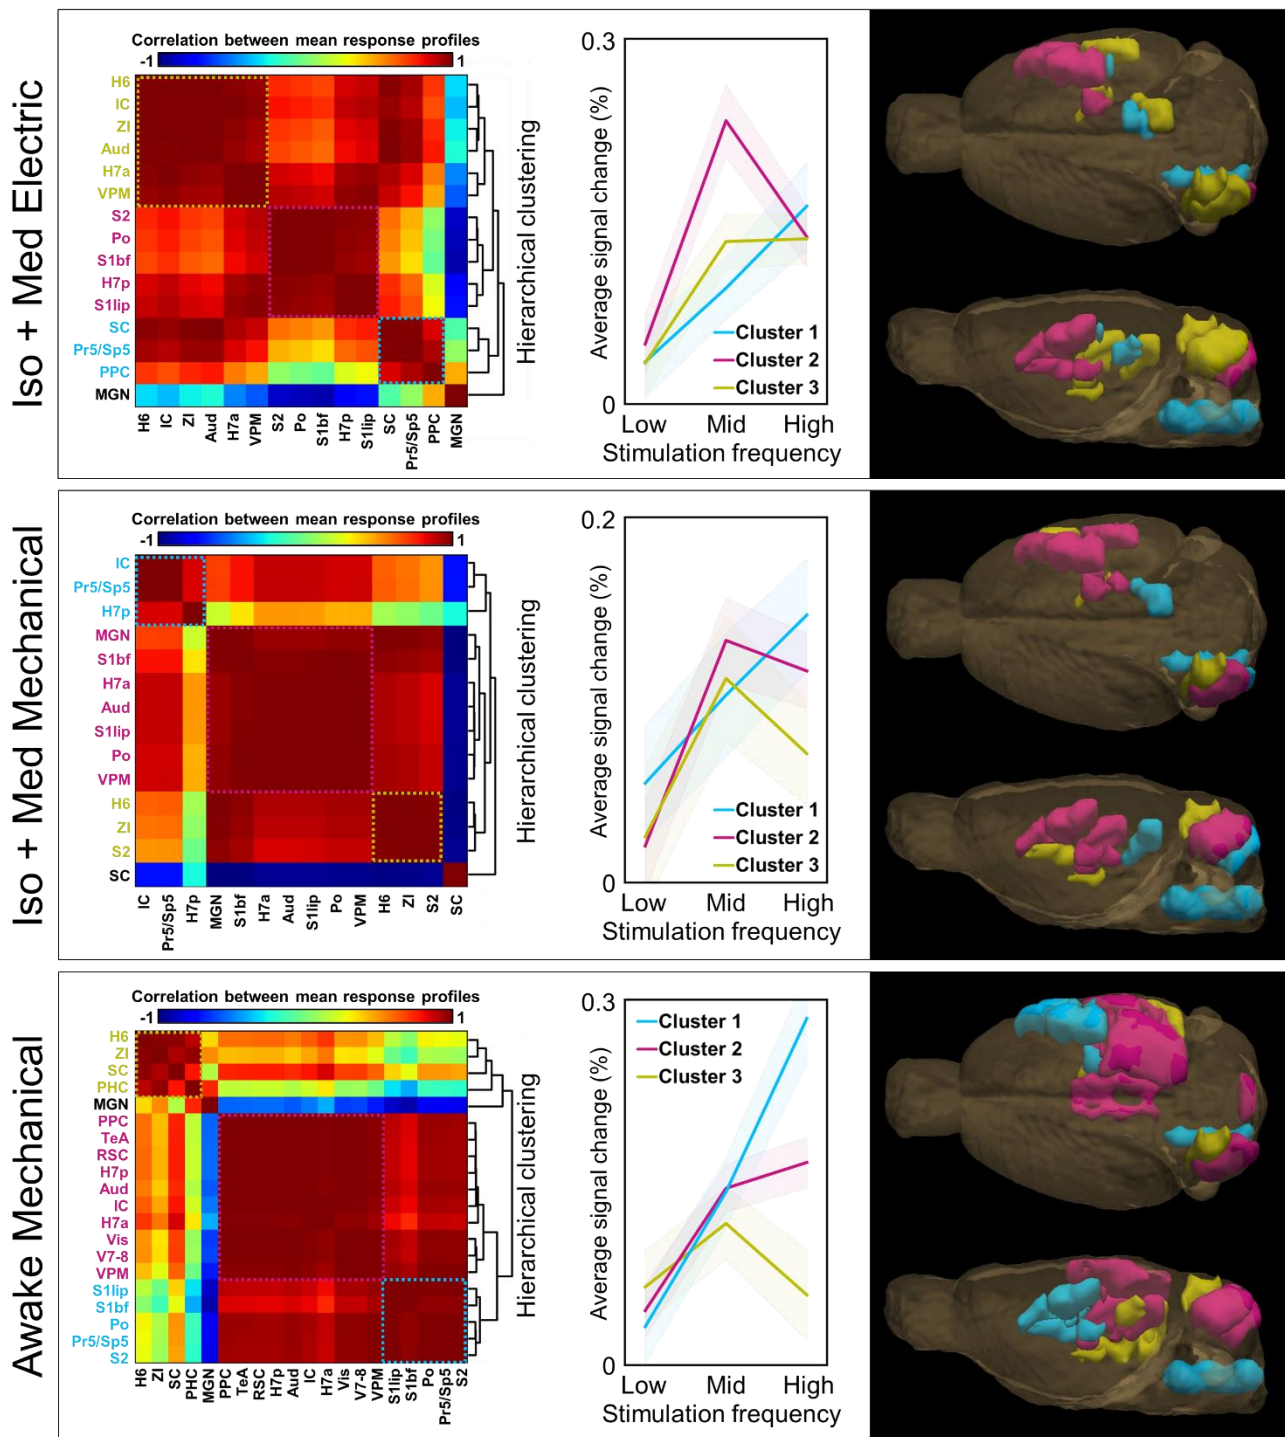 Iso + Med Electric
Correlation between mean response profiles
-1 1
H6
IC
ZI
Aud
H7a
VPM
S2
Po
S1bf
H7p
S1lip
SC
Pr5/Sp5
PPC
MGN
H6 IC ZI Aud H7a VPM S2 Po S1bf H7p S1lip SC Pr5/Sp5 PPC MGN
Hierarchical clustering
Average signal change (%)
0.3
0
Cluster 1
Cluster 2
Cluster 3
Low Mid High
Stimulation frequency
Iso + Med Mechanical
Correlation between mean response profiles
-1 1
IC
Pr5/Sp5
H7p
MGN
S1bf
H7a
Aud
S1lip
Po
VPM
H6
ZI
S2
SC
IC Pr5/Sp5 H7p MGN S1bf H7a Aud S1lip Po VPM H6 ZI S2 SC
Hierarchical clustering
Average signal change (%)
0.2
0
Cluster 1
Cluster 2
Cluster 3
Low Mid High
Stimulation frequency
Awake Mechanical
Correlation between mean response profiles
-1 1
H6
ZI
SC
PHC
MGN
PPC
TeA
RSC
H7p
Aud
IC
H7a
Vis
V7-8
VPM
S1lip
S1bf
Po
Pr5/Sp5
S2
H6 ZI SC PHC MGN PPC TeA RSC H7p Aud IC H7a Vis V7-8 VPM S1lip S1bf Po Pr5/Sp5 S2
Hierarchical clustering
Average signal change (%)
0.3
0
Cluster 1
Cluster 2
Cluster 3
Low Mid High
Stimulation frequency